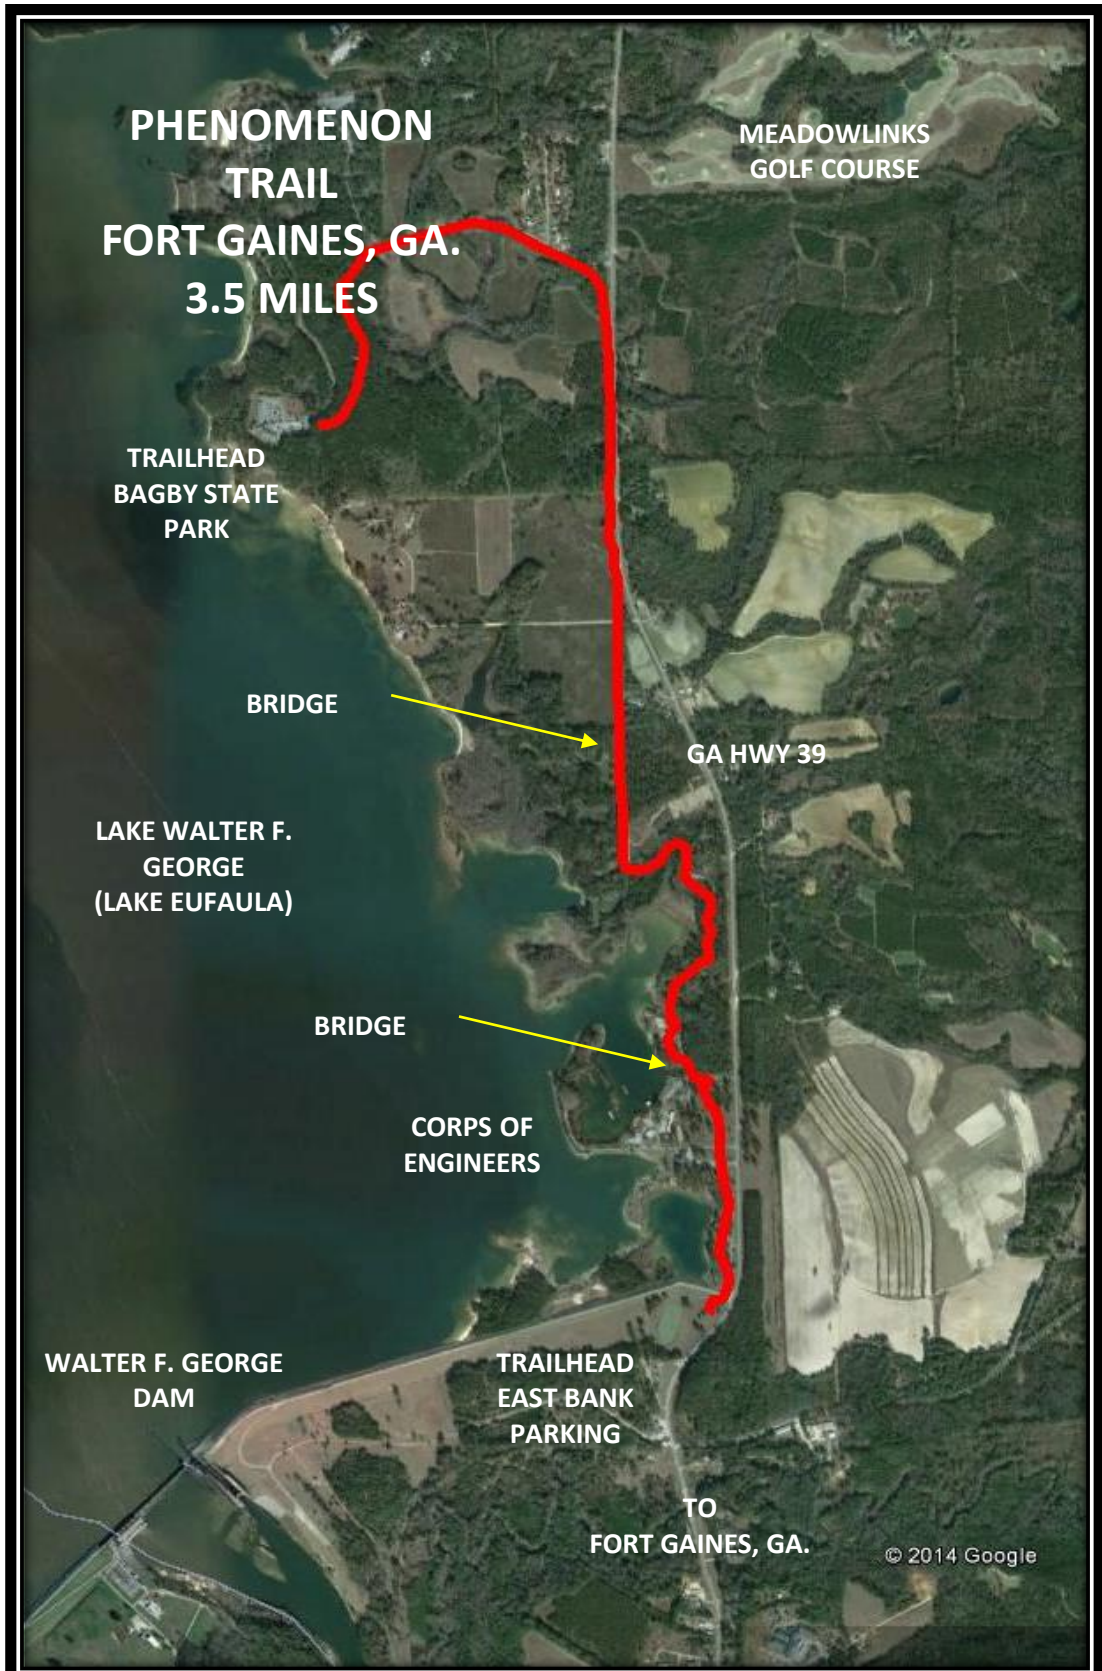 PHENOMENON
TRAIL
FORT GAINES, GA.
3.5 MILES
MEADOWLINKS
GOLF COURSE
TRAILHEAD
BAGBY STATE
PARK
BRIDGE
GA HWY 39
LAKE WALTER F.
GEORGE
(LAKE EUFAULA)
BRIDGE
CORPS OF
ENGINEERS
WALTER F. GEORGE
DAM
TRAILHEAD
EAST BANK
PARKING
TO
FORT GAINES, GA.
© 2014 Google